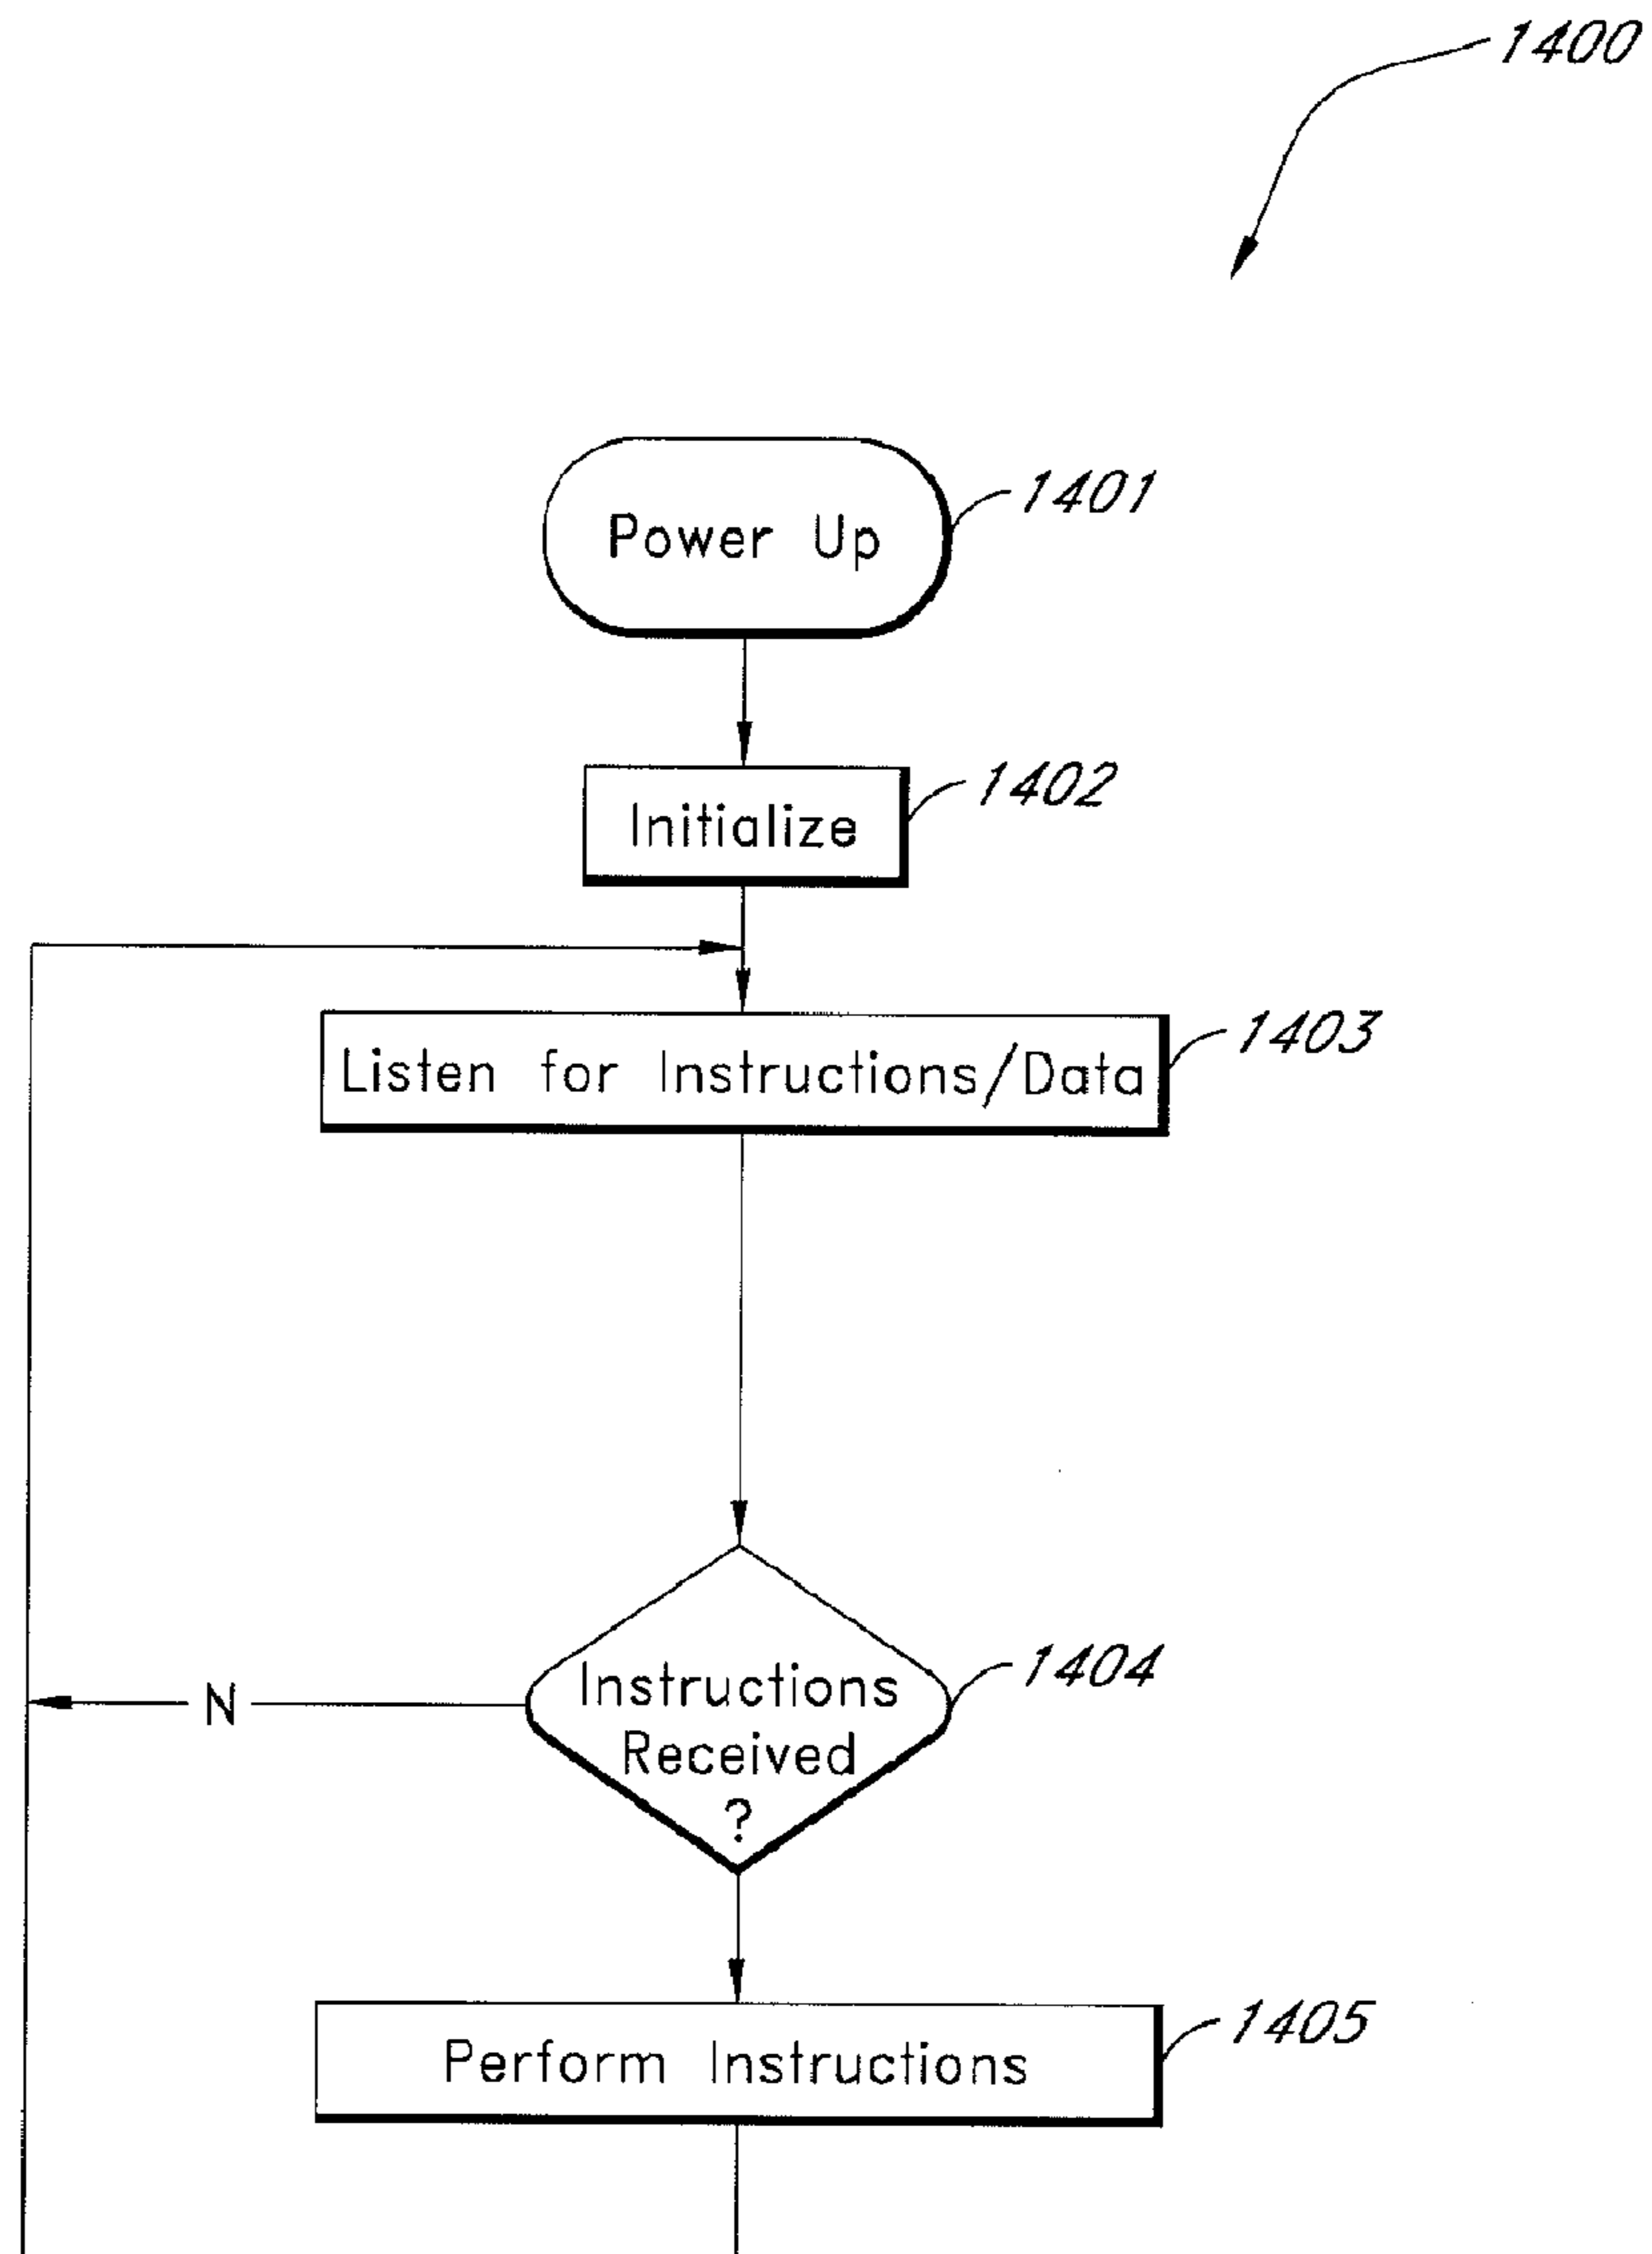 1400
Power Up
1401
Initialize
1402
Listen for Instructions/Data
1403
Instructions
Received
?
1404
N
Perform Instructions
1405